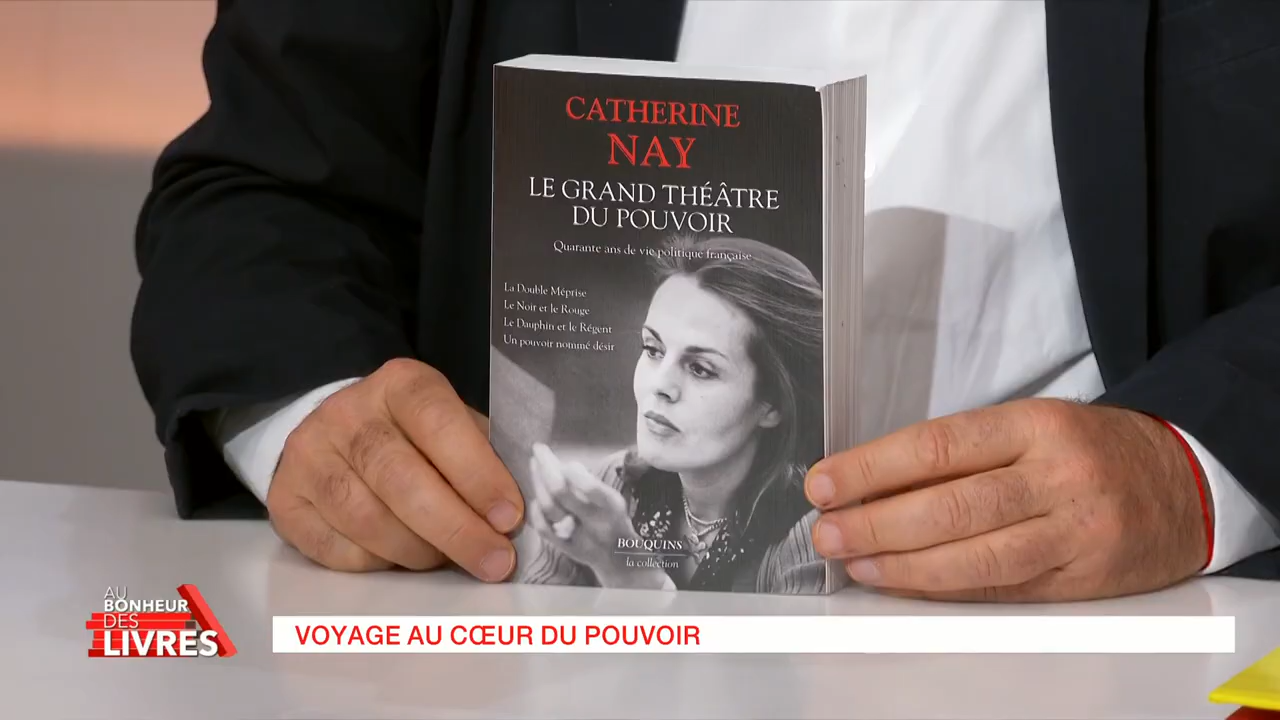 CATHERINE
NAY
LE GRAND THÉÂTRE
DU POUVOIR
Quarante ans de vie politique française
La Double Méprise
Le Noir et le Rouge
Le Dauphin et le Régent
Un pouvoir nommé désir
BOUQUINS
la collection
AU
BONHEUR
DES
LIVRES
VOYAGE AU CŒUR DU POUVOIR